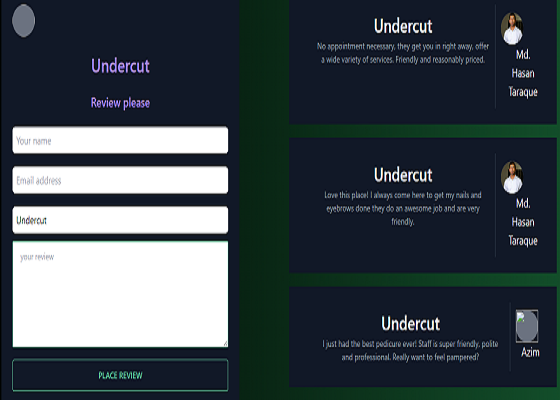 Undercut
Review please
Your name
Email address
Undercut
your review
PLACE REVIEW
Undercut
No appointment necessary, they get you in right away, offer
a wide variety of services. Friendly and reasonably priced.
Md.
Hasan
Taraque
Undercut
Love this place! I always come here to get my nails and
eyebrows done they do an awesome job and are very
friendly.
Md.
Hasan
Taraque
Undercut
I just had the best pedicure ever! Staff is super friendly, polite
and professional. Really want to feel pampered?
Azim